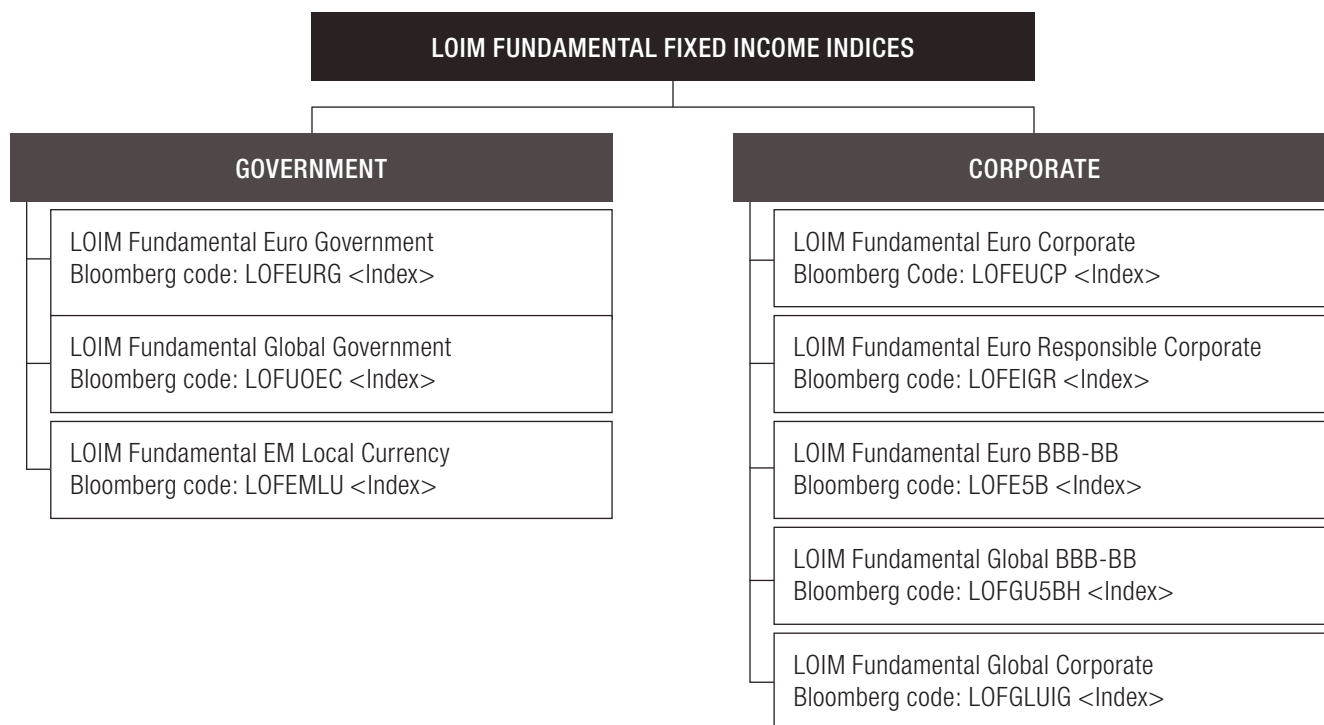 LOIM FUNDAMENTAL FIXED INCOME INDICES
GOVERNMENT
LOIM Fundamental Euro Government
Bloomberg code: LOFEURG <Index>
LOIM Fundamental Global Government
Bloomberg code: LOFUOEC <Index>
LOIM Fundamental EM Local Currency
Bloomberg code: LOFEMLU <Index>
CORPORATE
LOIM Fundamental Euro Corporate
Bloomberg Code: LOFEUCP <Index>
LOIM Fundamental Euro Responsible Corporate
Bloomberg code: LOFEIGR <Index>
LOIM Fundamental Euro BBB-BB
Bloomberg code: LOFE5B <Index>
LOIM Fundamental Global BBB-BB
Bloomberg code: LOFGU5BH <Index>
LOIM Fundamental Global Corporate
Bloomberg code: LOFGLUIG <Index>